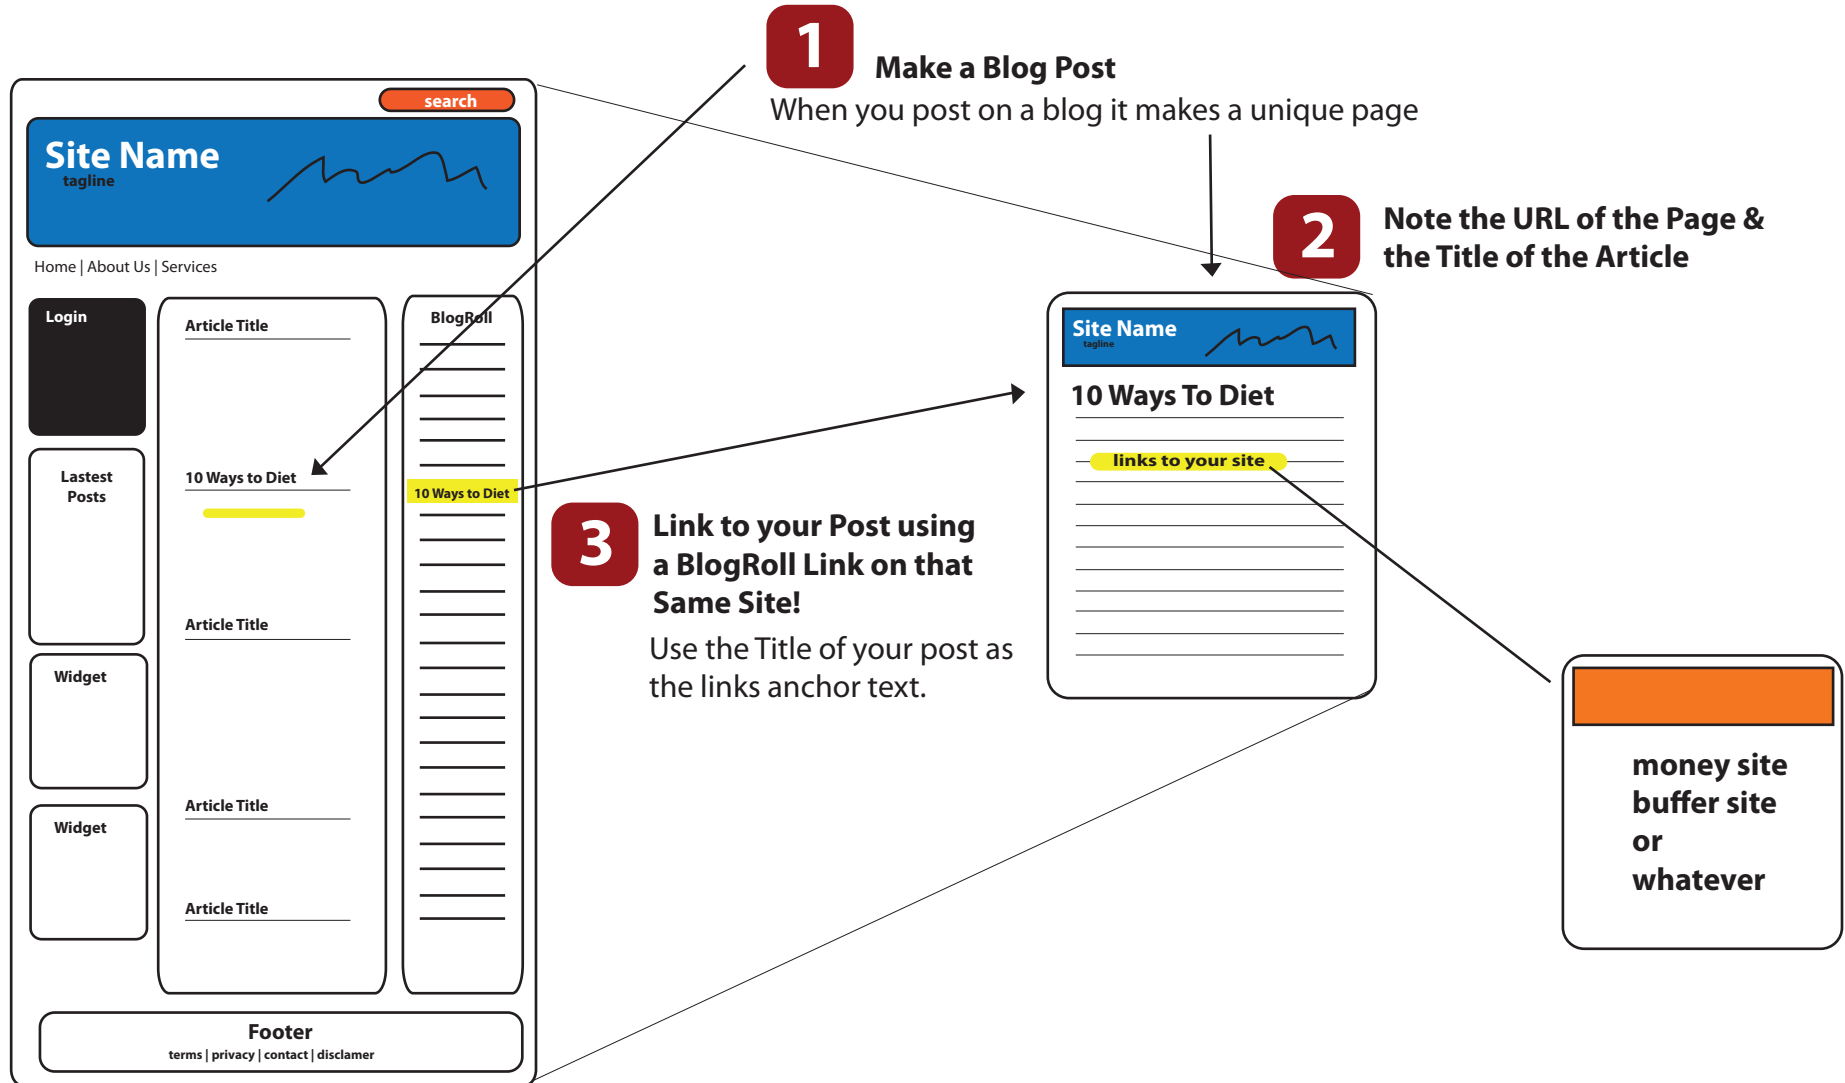 1
Make a Blog Post
When you post on a blog it makes a unique page
search
Site Name
tagline
Home | About Us | Services
Login
Lastest
Posts
Widget
Widget
Article Title
10 Ways to Diet
Article Title
Article Title
Article Title
BlogRoll
10 Ways to Diet
Footer
terms | privacy | contact | disclamer
2
Note the URL of the Page &
the Title of the Article
Site Name
tagline
10 Ways To Diet
links to your site
3
Link to your Post using
a BlogRoll Link on that
Same Site!
Use the Title of your post as
the links anchor text.
money site
buffer site
or
whatever